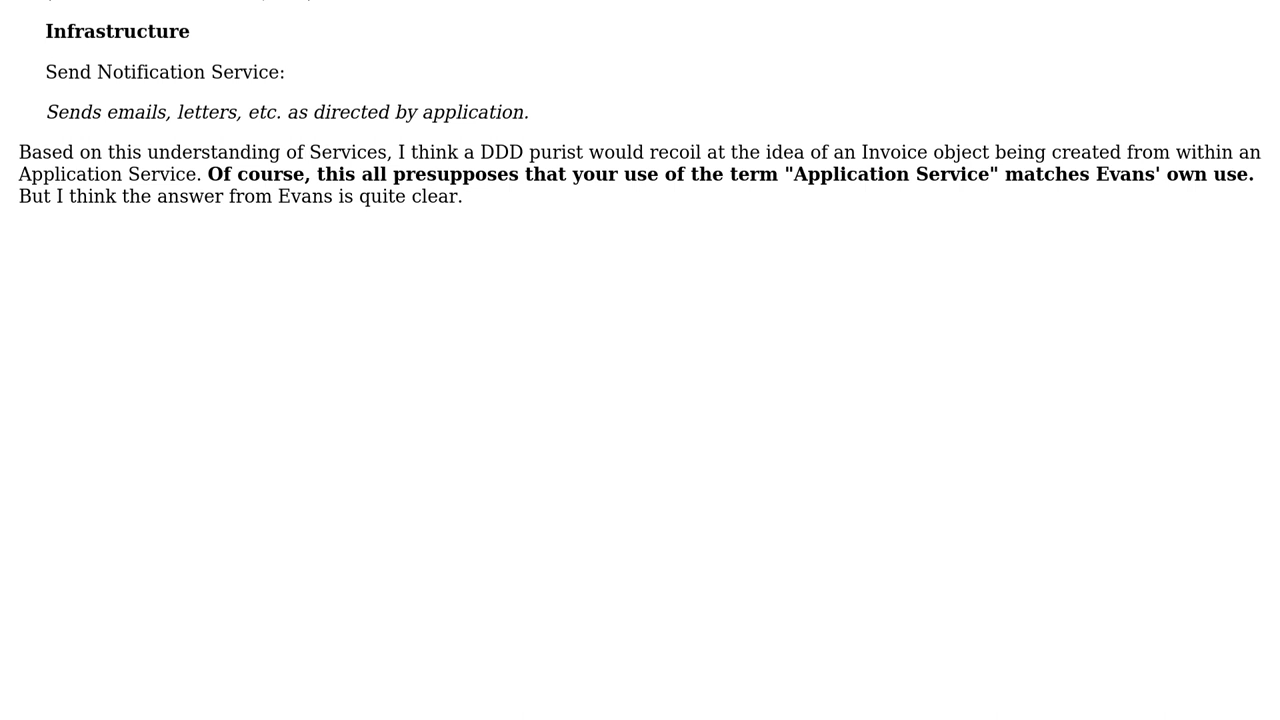 Infrastructure
Send Notification Service:
Sends emails, letters, etc. as directed by application.
Based on this understanding of Services, I think a DDD purist would recoil at the idea of an Invoice object being created from within an
Application Service. Of course, this all presupposes that your use of the term "Application Service" matches Evans' own use.
But I think the answer from Evans is quite clear.